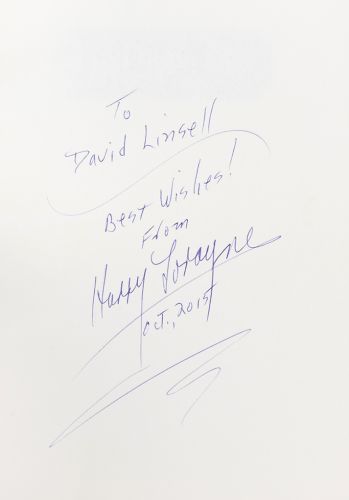 To
David Linsell
Best Wishes!
From
Harry Lorayne
Oct., 2015